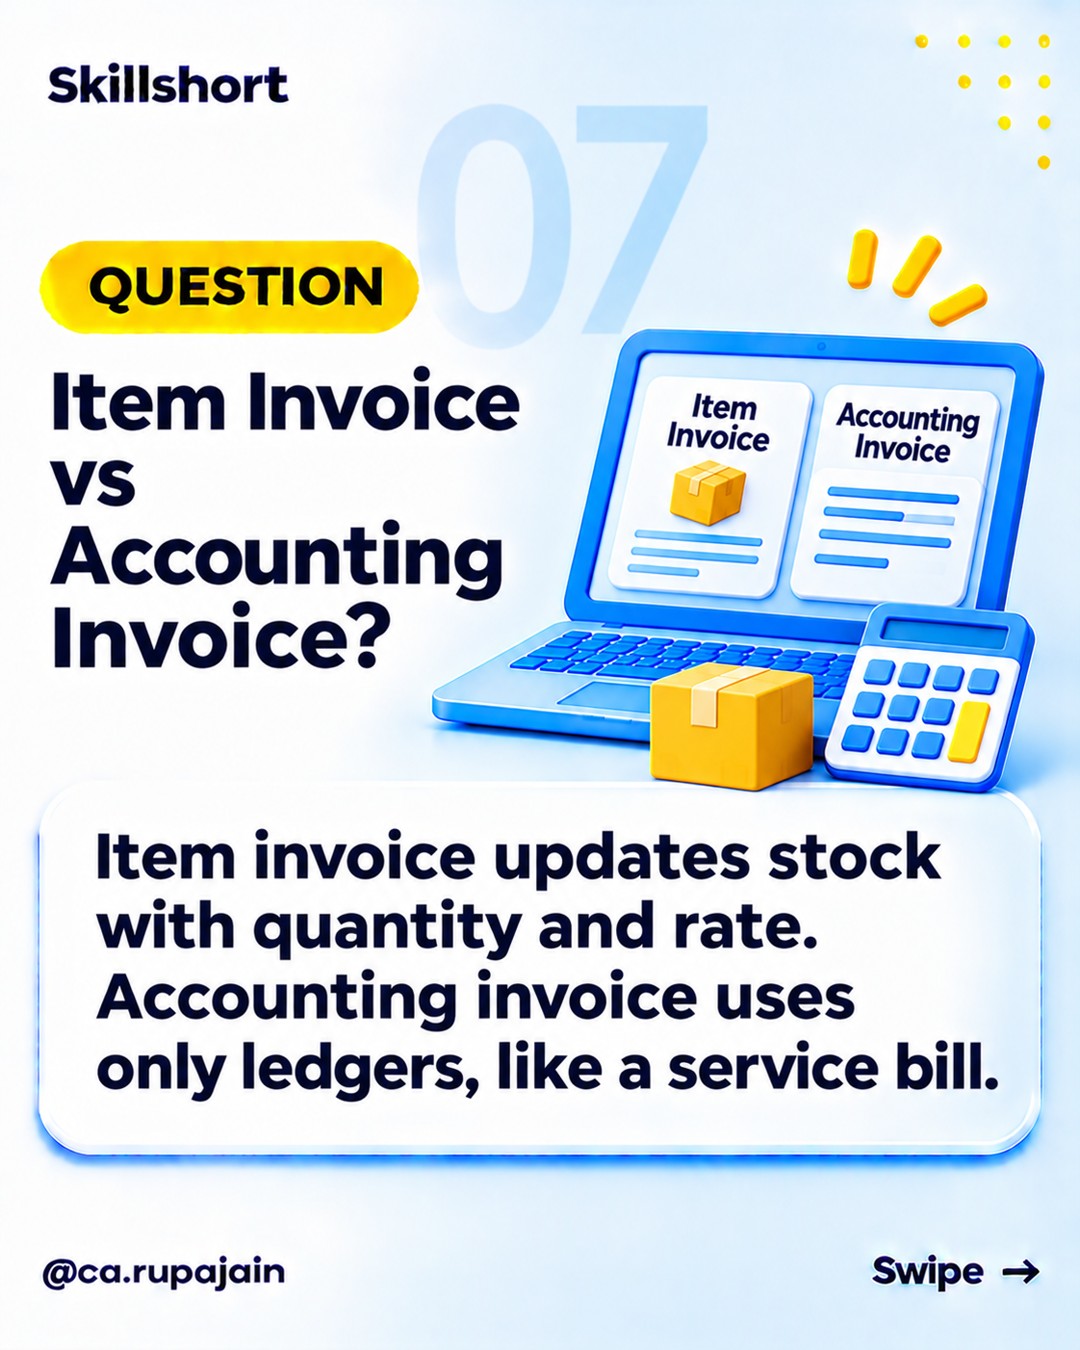 Skillshort
07
QUESTION
Item Invoice
vs
Accounting
Invoice?
Item
Invoice
Accounting
Invoice
Item invoice updates stock
with quantity and rate.
Accounting invoice uses
only ledgers, like a service bill.
@ca.rupajain
Swipe →